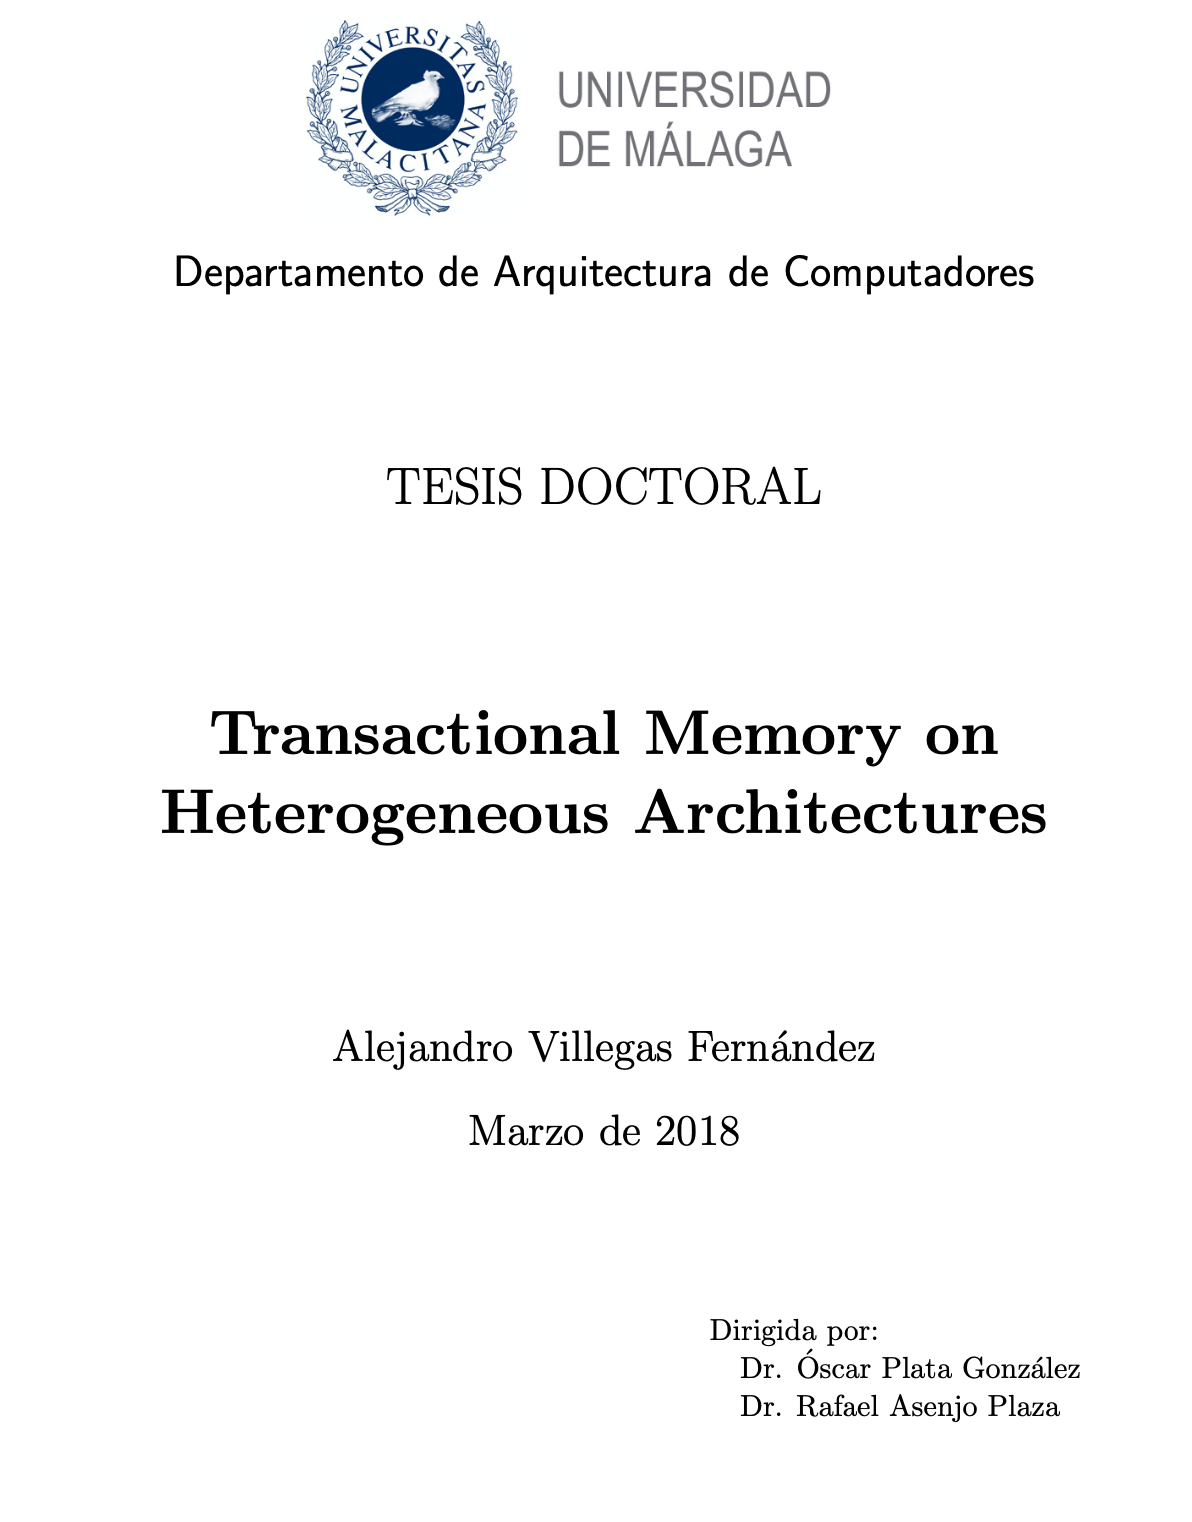 UNIVERSITAS
MALACITANA
UNIVERSIDAD
DE MÁLAGA
Departamento de Arquitectura de Computadores
TESIS DOCTORAL
Transactional Memory on
Heterogeneous Architectures
Alejandro Villegas Fernández
Marzo de 2018
Dirigida por:
Dr. Óscar Plata González
Dr. Rafael Asenjo Plaza